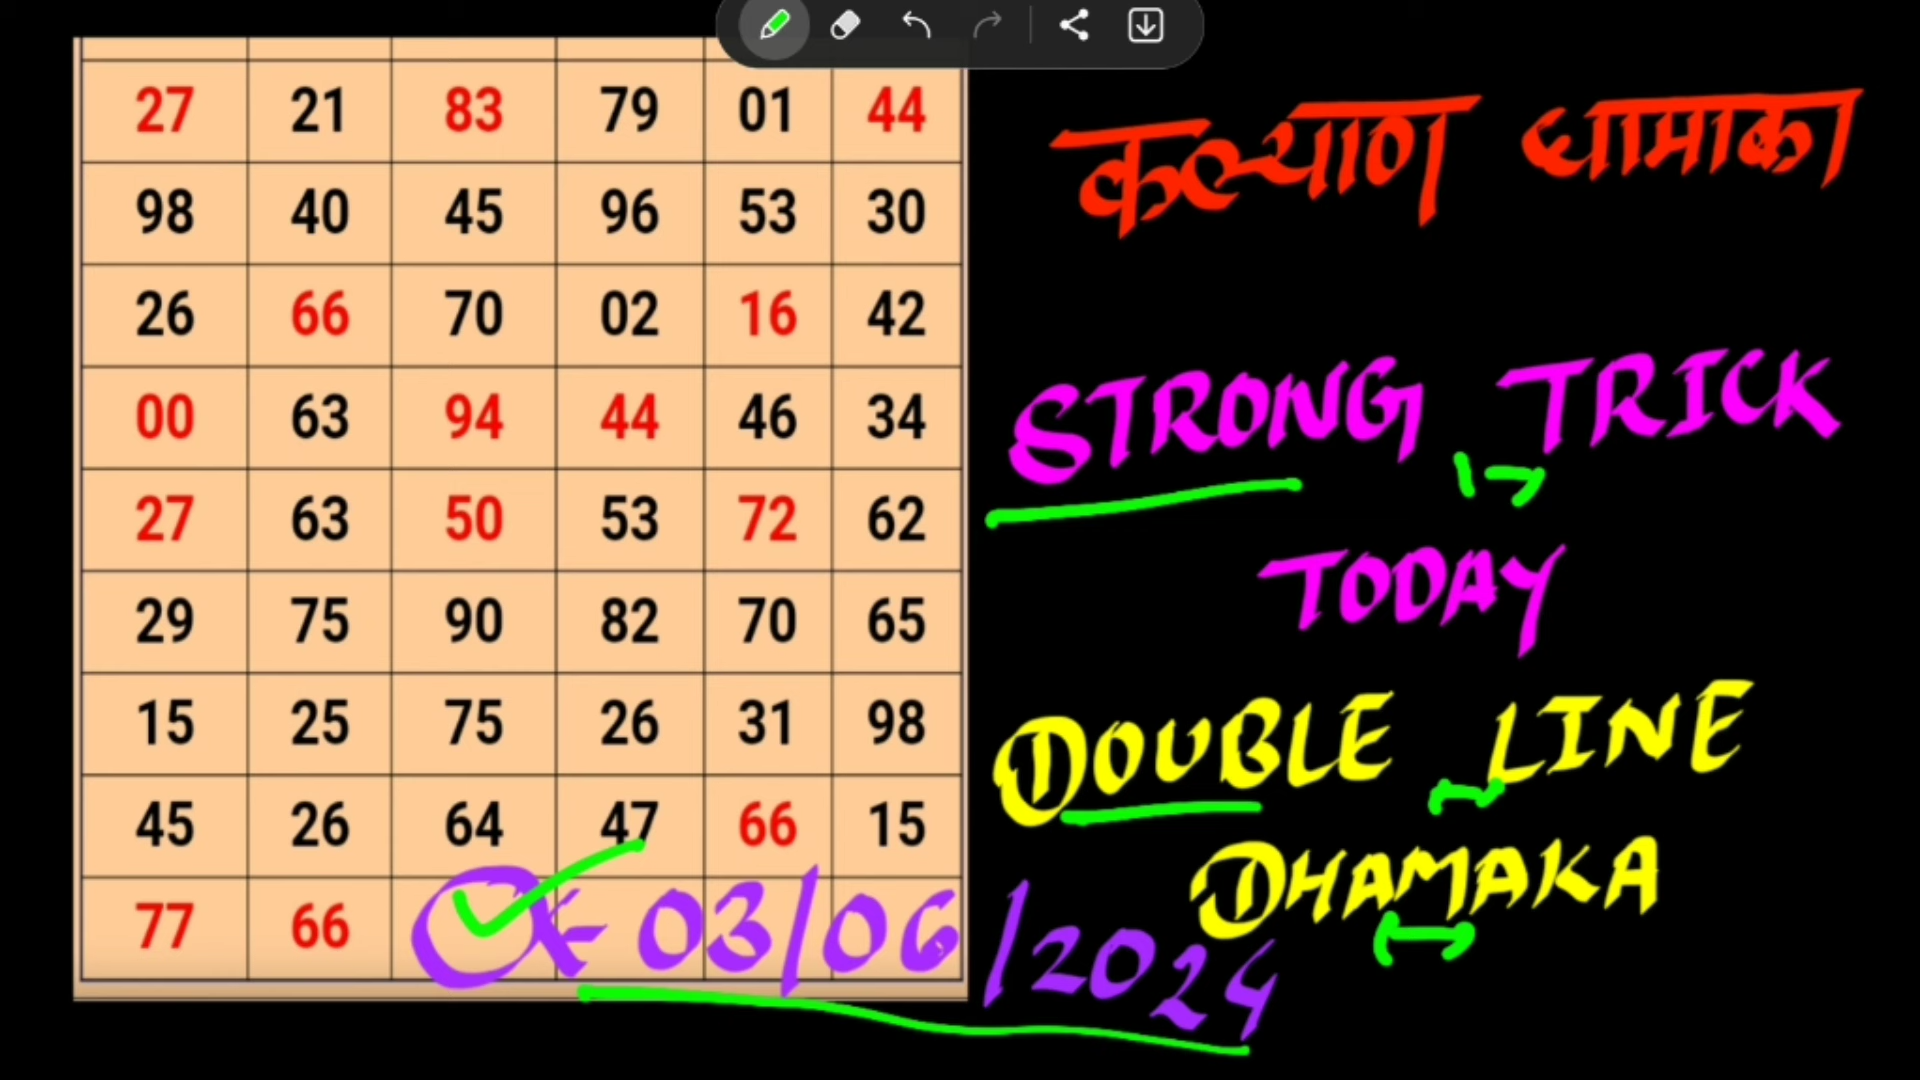 27 21 83 79 01 44
98 40 45 96 53 30
26 66 70 02 16 42
00 63 94 44 46 34
27 63 50 53 72 62
29 75 90 82 70 65
15 25 75 26 31 98
45 26 64 47 66 15
77 66
03/06/2024
कल्याण धामाका
STRONG TRICK
TODAY
DOUBLE LINE
DHAMAKA